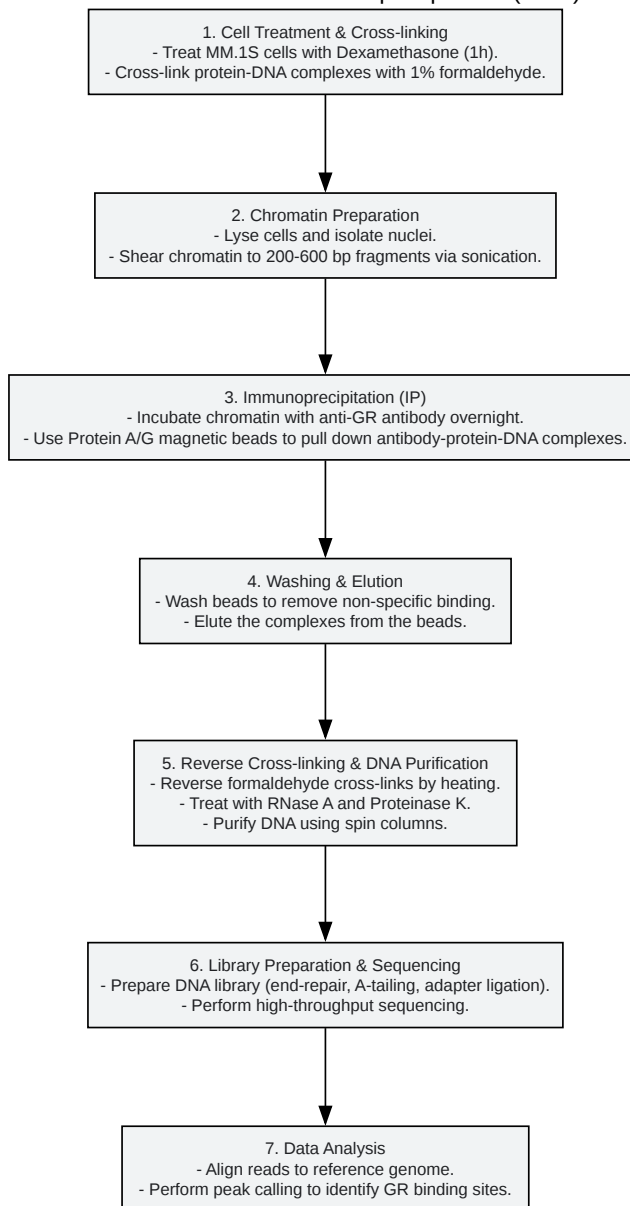 1. Cell Treatment & Cross-linking
- Treat MM.1S cells with Dexamethasone (1h).
- Cross-link protein-DNA complexes with 1% formaldehyde.
2. Chromatin Preparation
- Lyse cells and isolate nuclei.
- Shear chromatin to 200-600 bp fragments via sonication.
3. Immunoprecipitation (IP)
- Incubate chromatin with anti-GR antibody overnight.
- Use Protein A/G magnetic beads to pull down antibody-protein-DNA complexes.
4. Washing & Elution
- Wash beads to remove non-specific binding.
- Elute the complexes from the beads.
5. Reverse Cross-linking & DNA Purification
- Reverse formaldehyde cross-links by heating.
- Treat with RNase A and Proteinase K.
- Purify DNA using spin columns.
6. Library Preparation & Sequencing
- Prepare DNA library (end-repair, A-tailing, adapter ligation).
- Perform high-throughput sequencing.
7. Data Analysis
- Align reads to reference genome.
- Perform peak calling to identify GR binding sites.